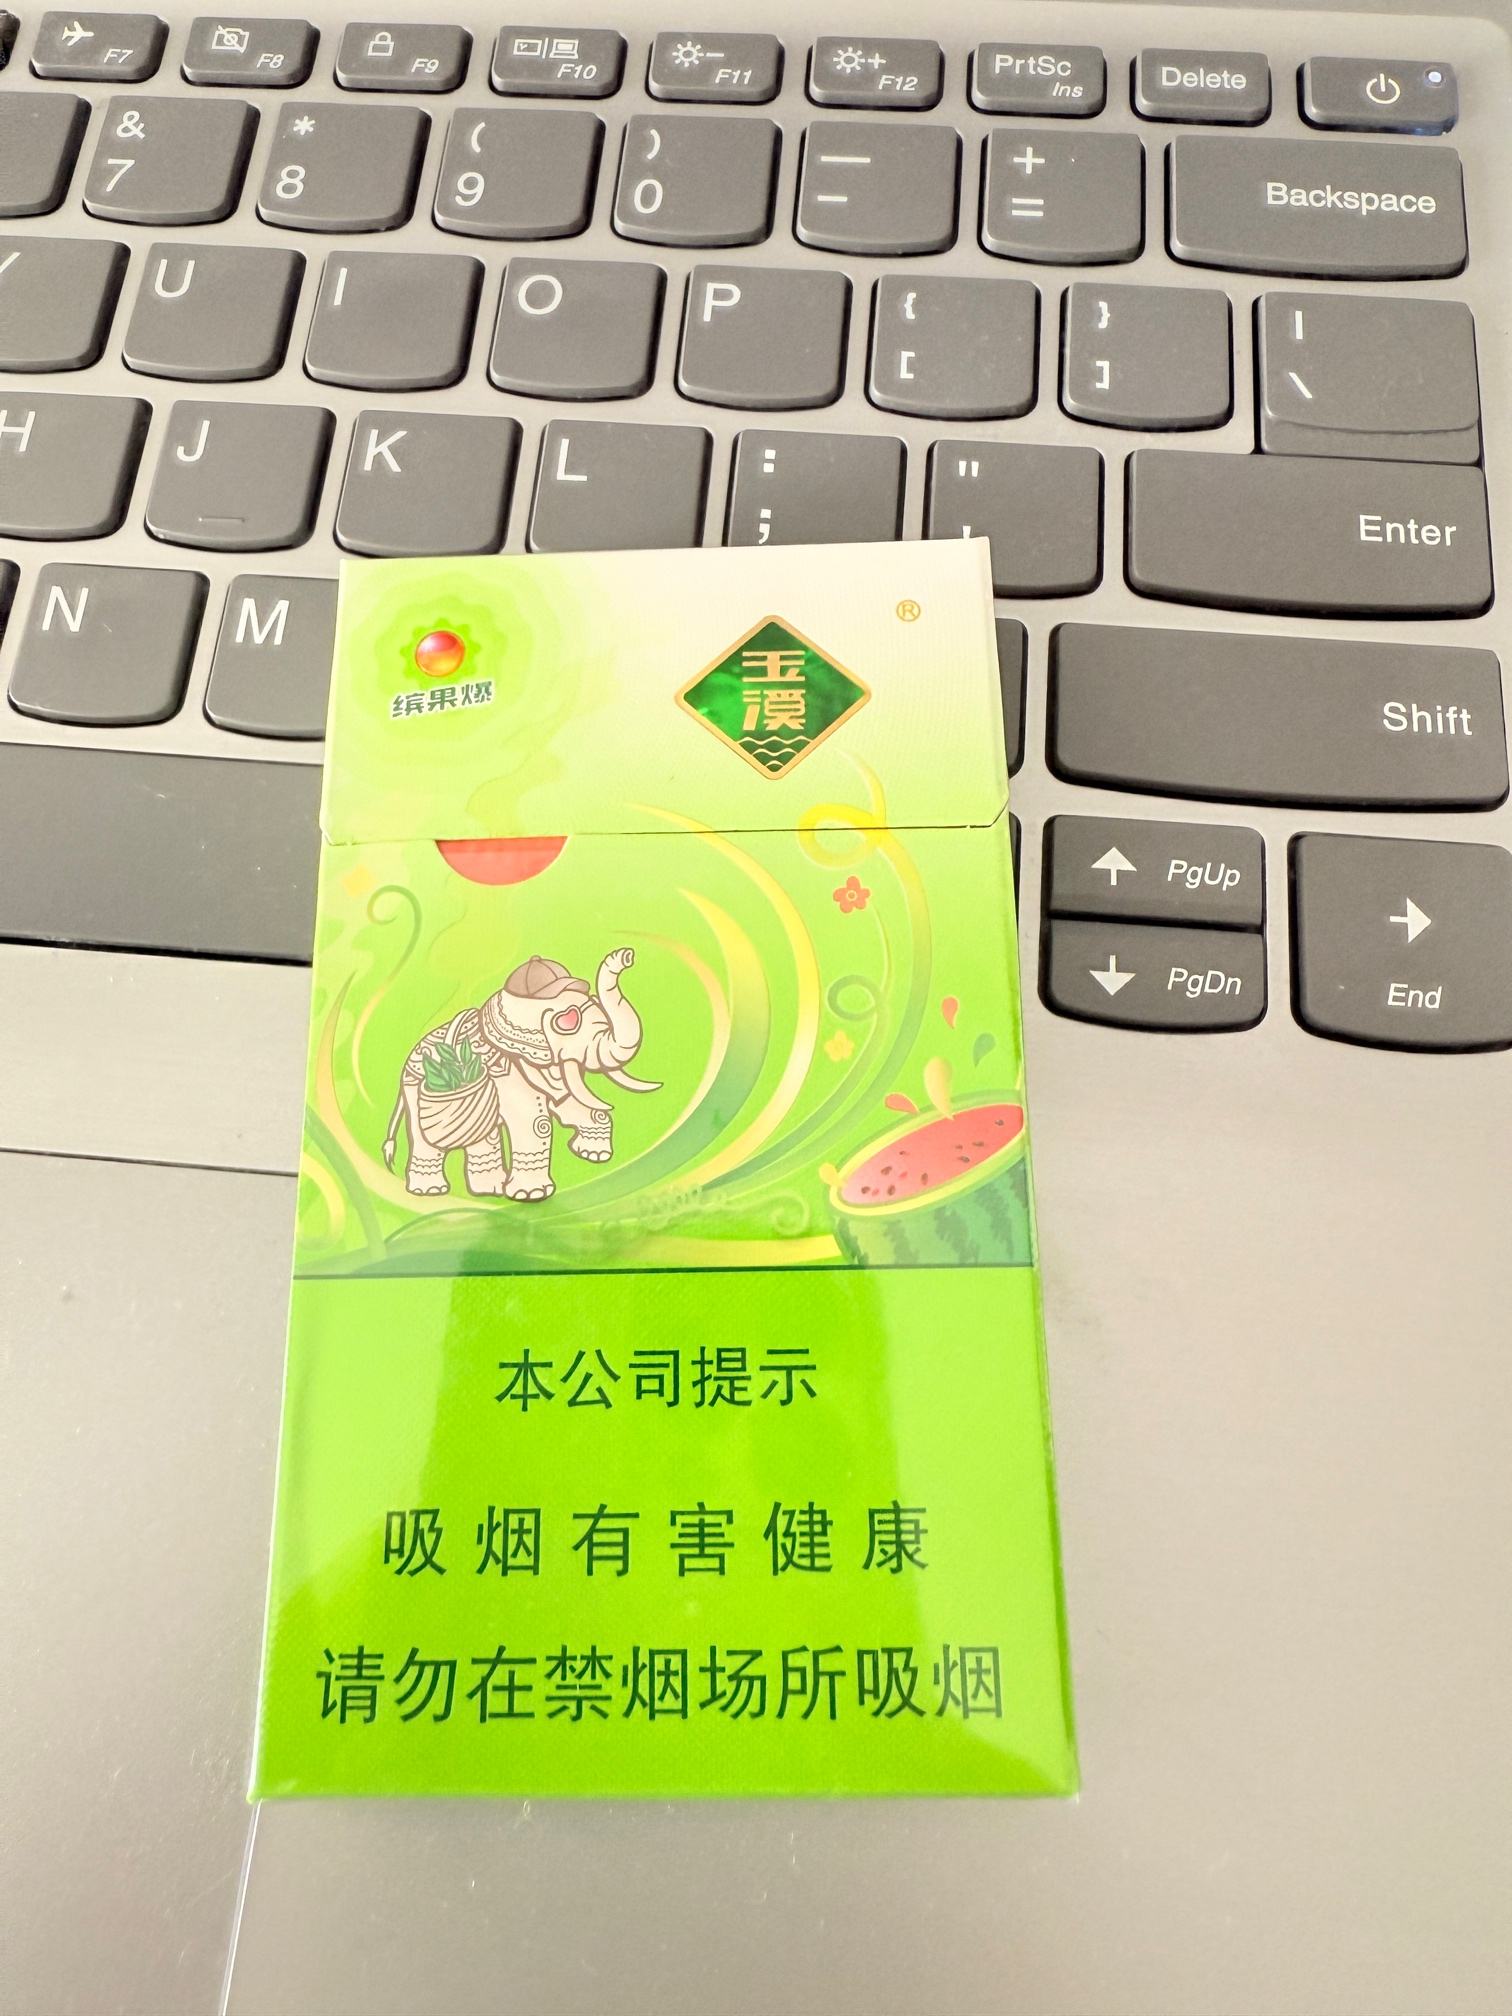 F7
F8
F9
F10
F11
F12
PrtSc
Ins
Delete
&
7
*
8
(
9
)
0
—
-
+
=
Backspace
U
I
O
P
{
[
}
]
|
\
H
J
K
L
:
;
"
'
Enter
N
M
Shift
PgUp
PgDn
End
®
玉溪
缤果爆
本公司提示
吸烟有害健康
请勿在禁烟场所吸烟